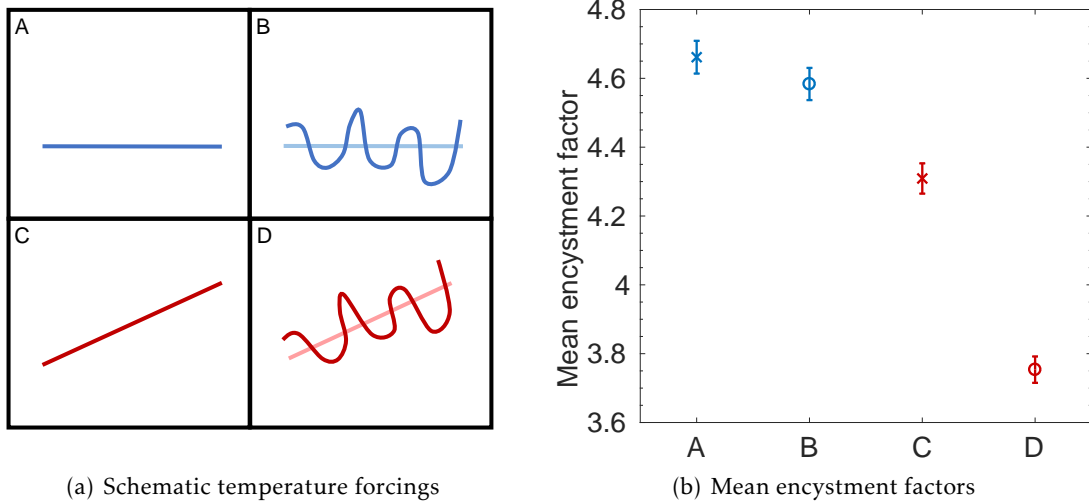 A
B
C
D
(a) Schematic temperature forcings
Mean encystment factor
4.8
4.6
4.4
4.2
4
3.8
3.6
A B C D
(b) Mean encystment factors